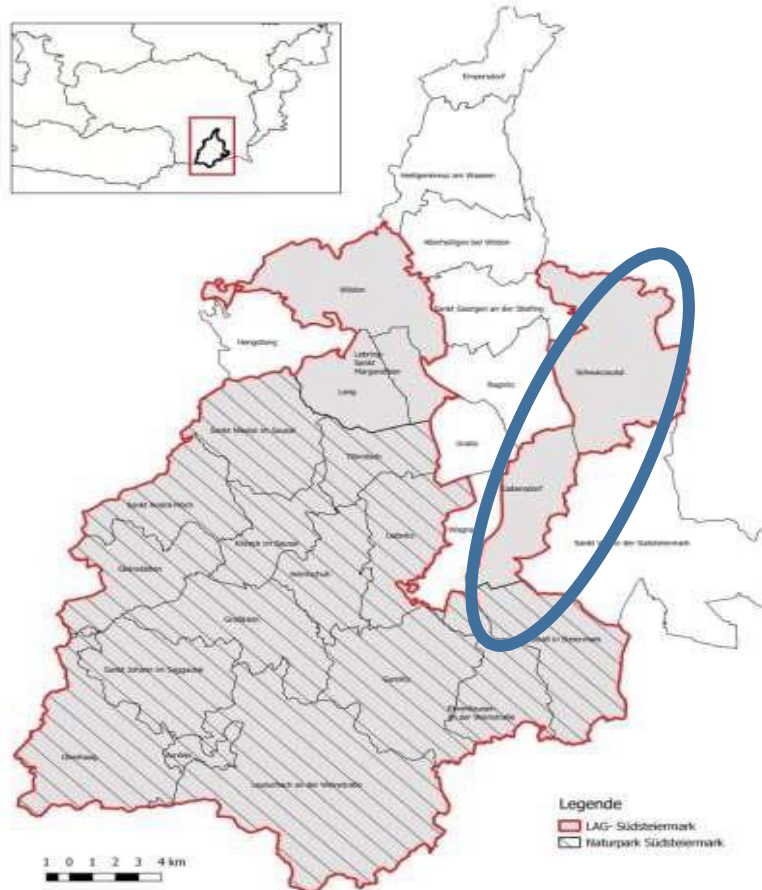 Empersdorf
Heiligenkreuz am Waasen
Allerheiligen bei Wildon
Wildon
Sankt Georgen an der Stiefing
Hengsberg
Lebring-
Sankt
Margarethen
Schwarzautal
Lang
Ragnitz
Sankt Nikolai im Sausal
Gralla
Tillmitsch
Gabersdorf
Sankt Andrä-Höch
Wagna
Kitzeck im Sausal
Leibnitz
Sankt Veit in der Südsteiermark
Gleinstätten
Heimschuh
Großklein
in Steiermark
Sankt Johann im Saggautal
Gamlitz
Ehrenhausen
an der Weinstraße
Oberhaag
Arnfels
Leutschach an der Weinstraße
Legende
LAG- Südsteiermark
Naturpark Südsteiermark
1 0 1 2 3 4 km